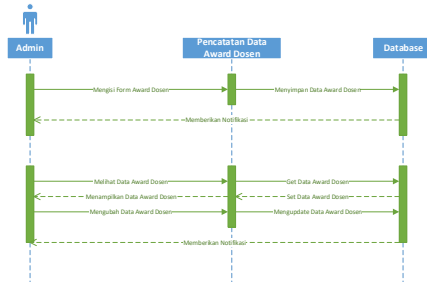 Admin
Pencatatan Data
Award Dosen
Database
Mengisi Form Award Dosen
Menyimpan Data Award Dosen
Memberikan Notifikasi
Melihat Data Award Dosen
Get Data Award Dosen
Menampilkan Data Award Dosen
Set Data Award Dosen
Mengubah Data Award Dosen
Mengupdate Data Award Dosen
Memberikan Notifikasi